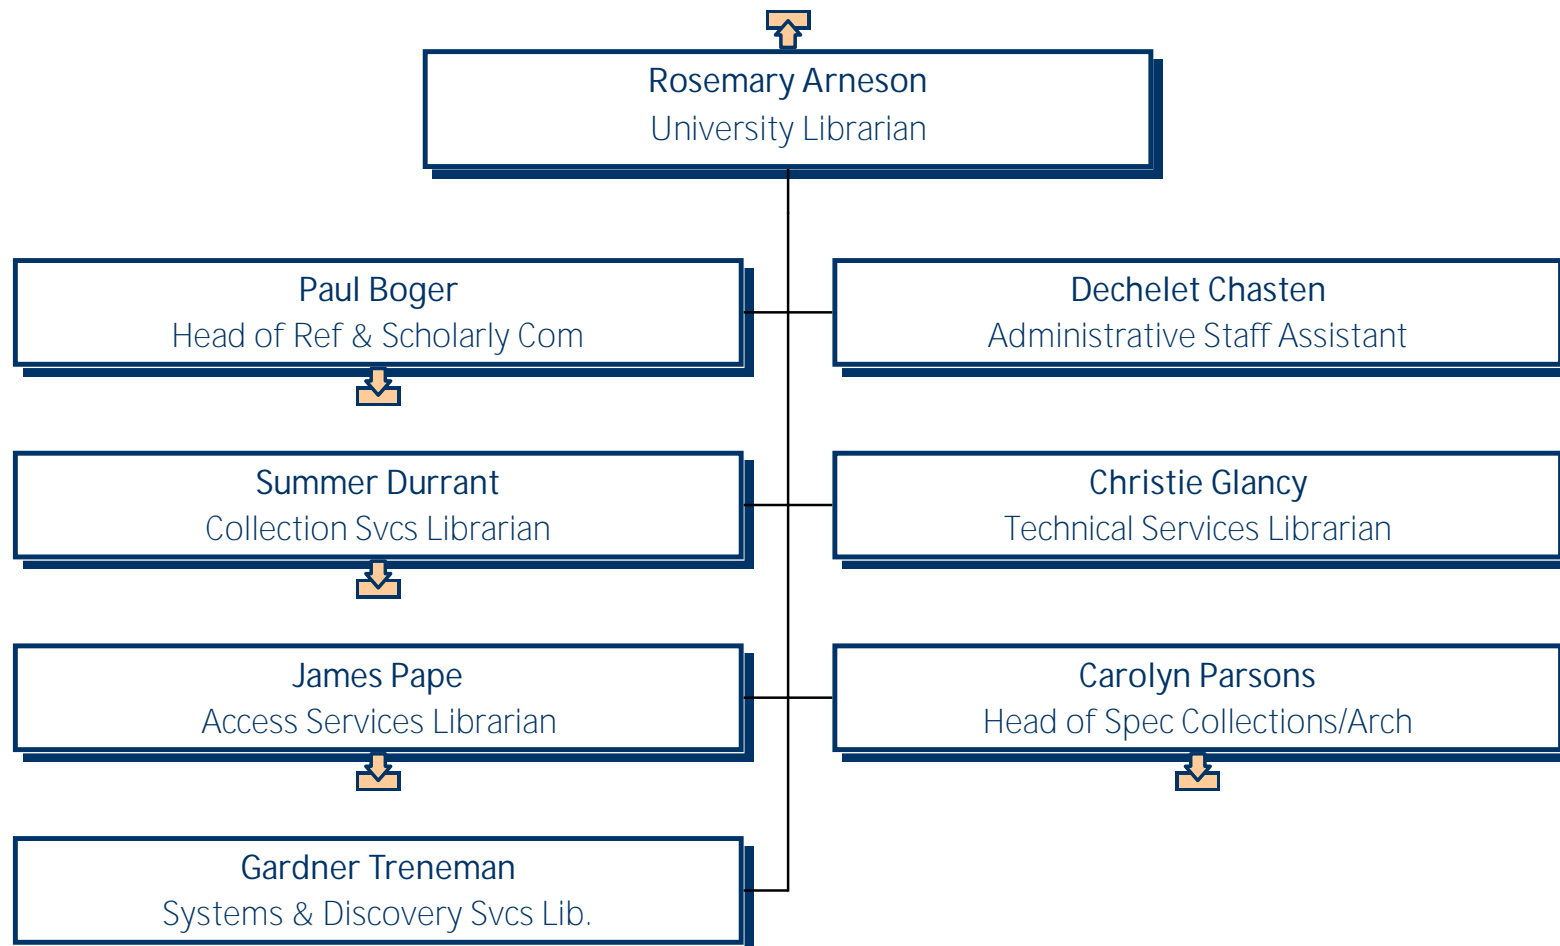 Rosemary Arneson
University Librarian
Paul Boger
Head of Ref & Scholarly Com
Dechelet Chasten
Administrative Staff Assistant
Summer Durrant
Collection Svcs Librarian
Christie Glancy
Technical Services Librarian
James Pape
Access Services Librarian
Carolyn Parsons
Head of Spec Collections/Arch
Gardner Treneman
Systems & Discovery Svcs Lib.